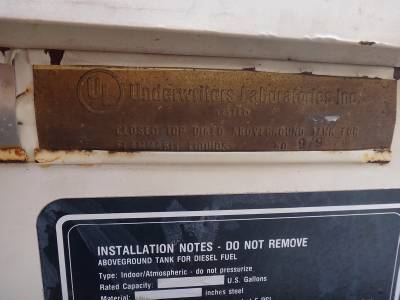 UL Underwriters Laboratories Inc.
LISTED
CLOSED TOP DIKED ABOVEGROUND TANK FOR
FLAMMABLE LIQUIDS NO
INSTALLATION NOTES - DO NOT REMOVE
ABOVEGROUND TANK FOR DIESEL FUEL
Type: Indoor/Atmospheric - do not pressurize
Rated Capacity: U.S. Gallons
Material: inches steel